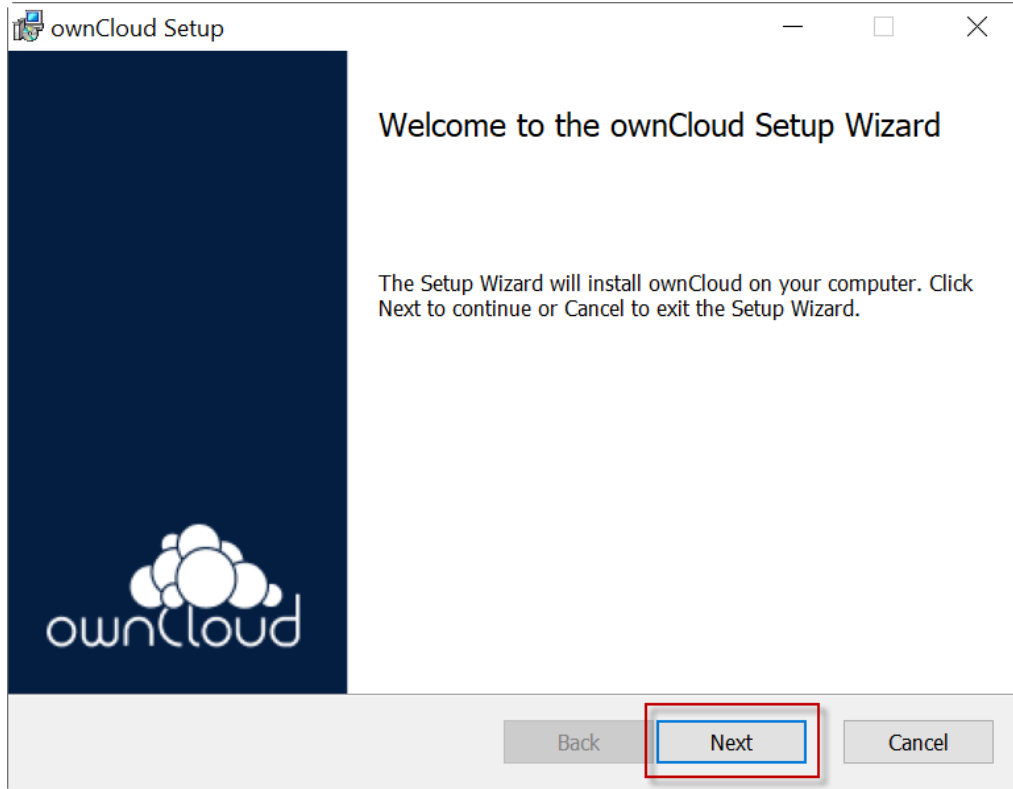 ownCloud Setup
Welcome to the ownCloud Setup Wizard
The Setup Wizard will install ownCloud on your computer. Click
Next to continue or Cancel to exit the Setup Wizard.
ownCloud
Back
Next
Cancel